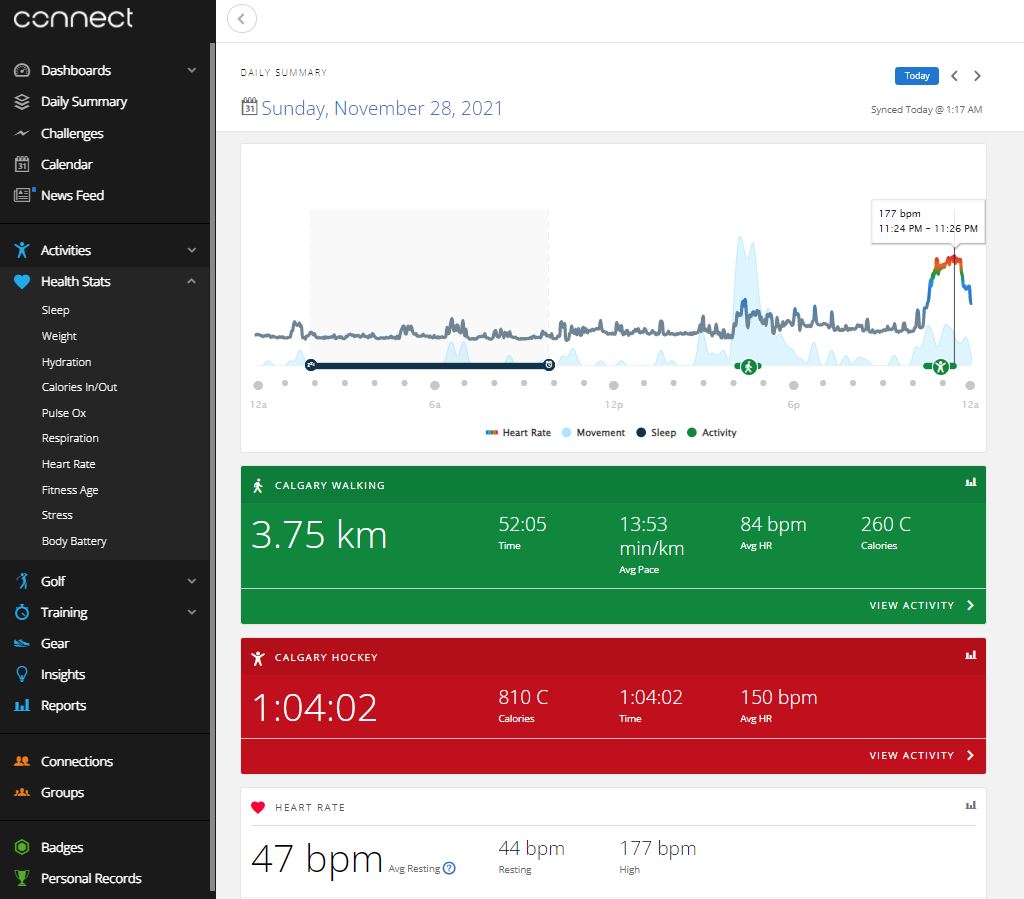 connect
Dashboards
Daily Summary
Challenges
31
Calendar
News Feed
Activities
Health Stats
Sleep
Weight
Hydration
Calories In/Out
Pulse Ox
Respiration
Heart Rate
Fitness Age
Stress
Body Battery
Golf
Training
Gear
Insights
Reports
Connections
Groups
Badges
Personal Records
DAILY SUMMARY
Today
31 Sunday, November 28, 2021
Synced Today @ 1:17 AM
177 bpm
11:24 PM – 11:26 PM
12a 6a 12p 6p 12a
Heart Rate Movement Sleep Activity
CALGARY WALKING
3.75 km
52:05
Time
13:53
min/km
Avg Pace
84 bpm
Avg HR
260 C
Calories
VIEW ACTIVITY
CALGARY HOCKEY
1:04:02
810 C
Calories
1:04:02
Time
150 bpm
Avg HR
VIEW ACTIVITY
HEART RATE
47 bpm Avg Resting ?
44 bpm
Resting
177 bpm
High